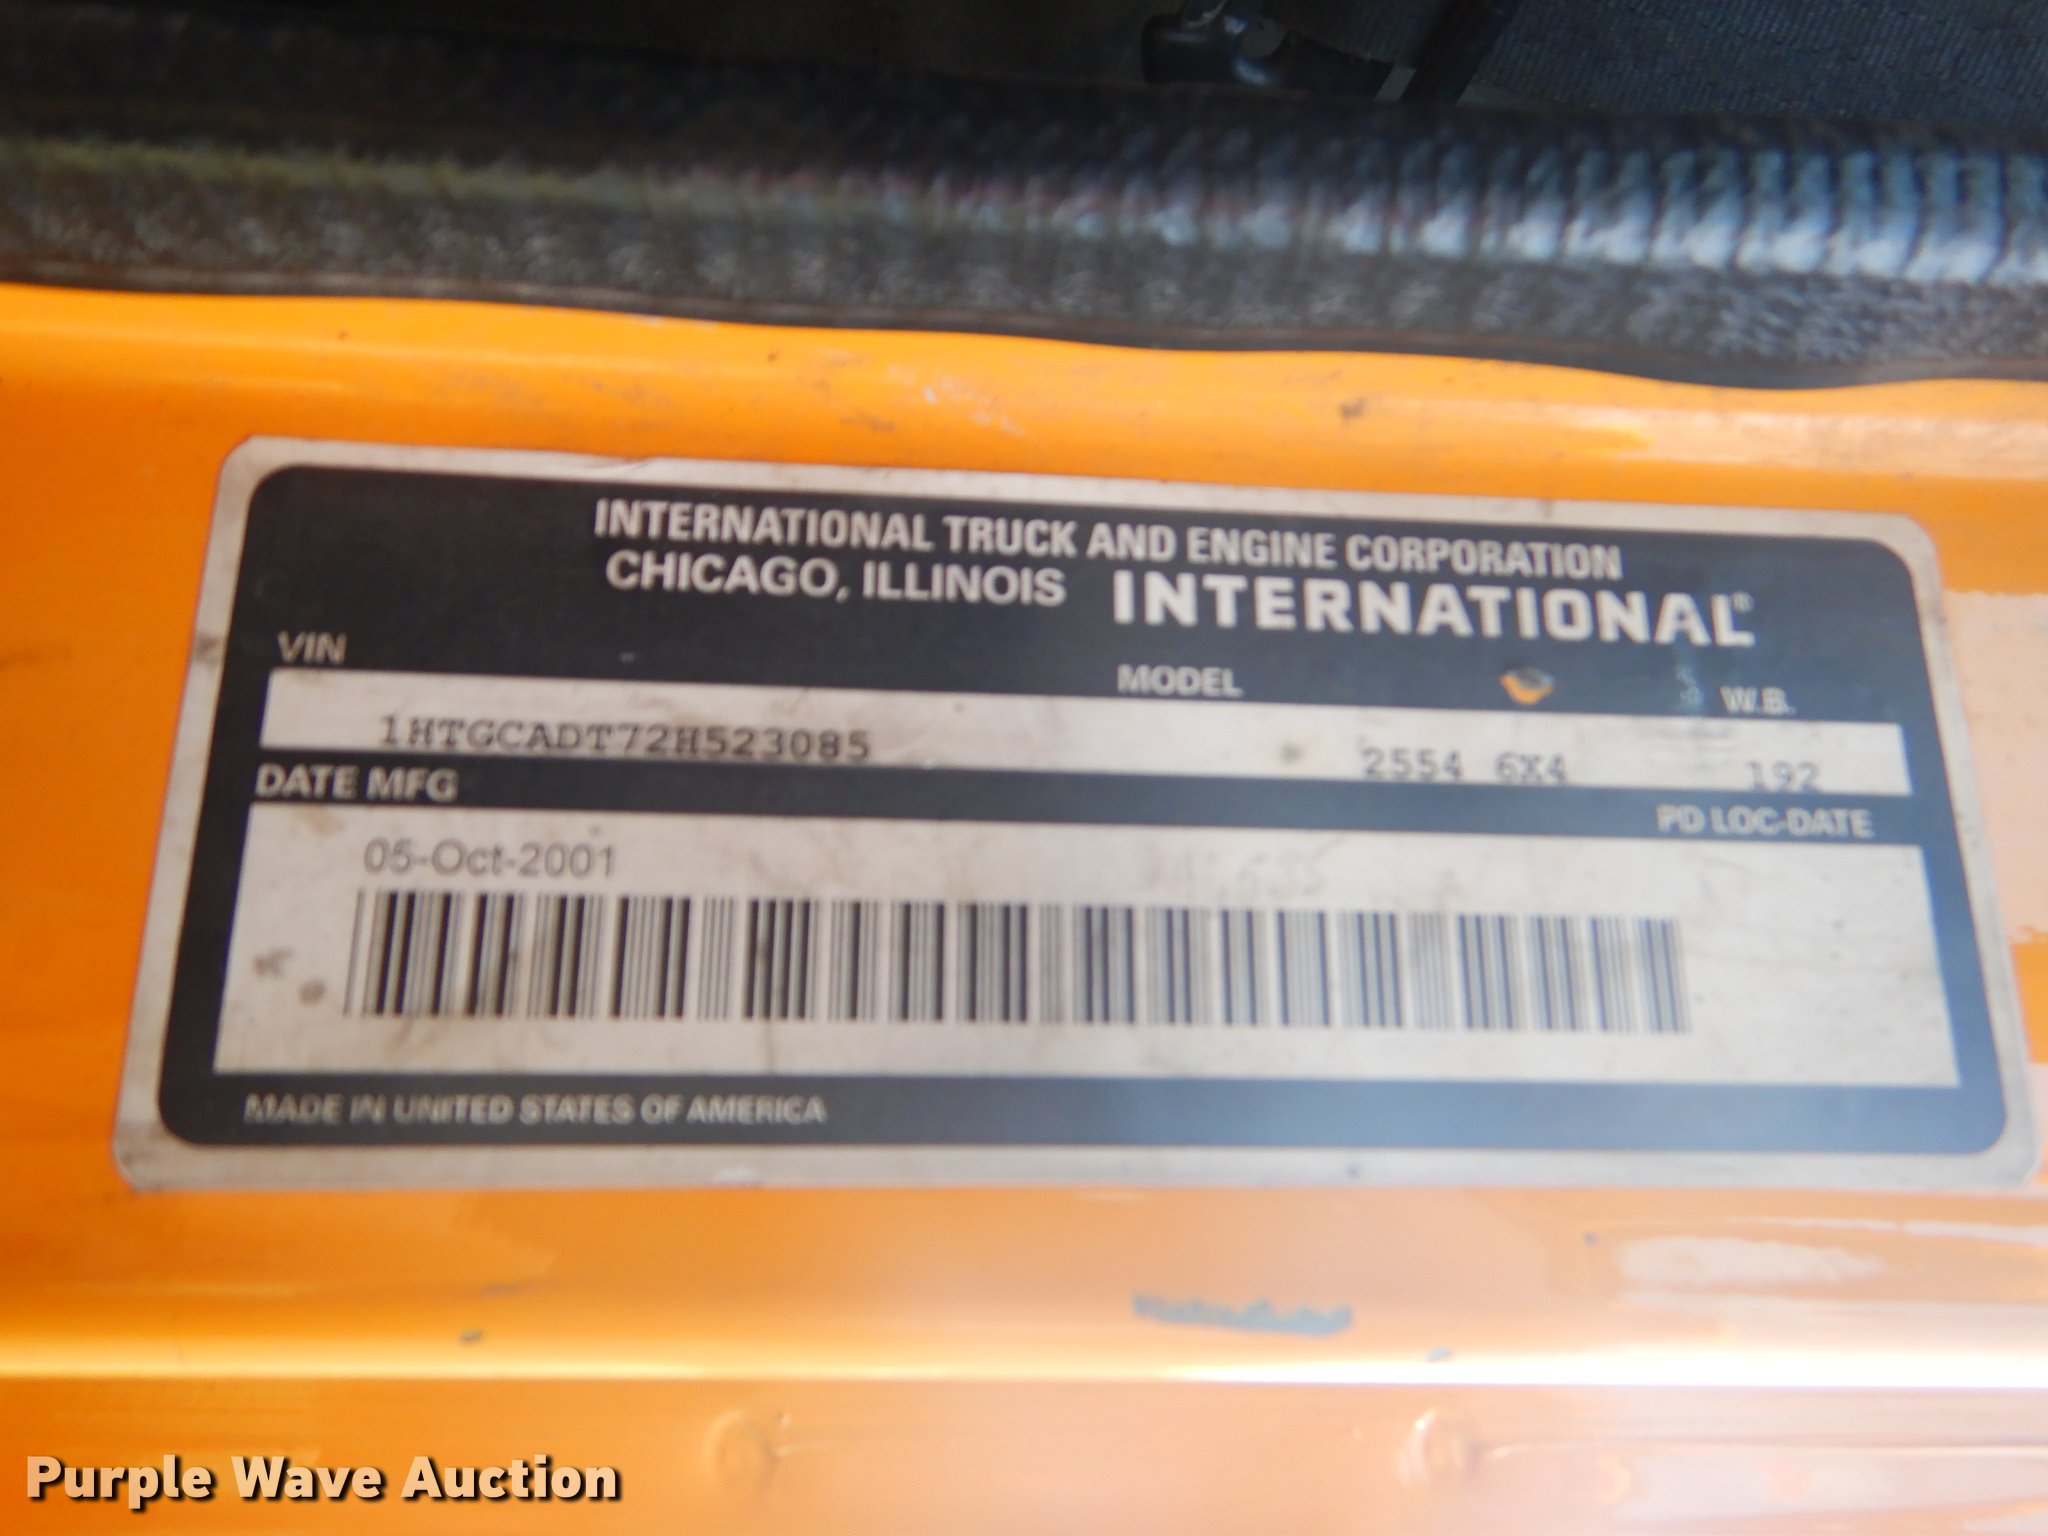 INTERNATIONAL TRUCK AND ENGINE CORPORATION
CHICAGO, ILLINOIS INTERNATIONAL®
VIN MODEL W.B.
1HTGCADT72H523085 2554 6X4 192
DATE MFG PD LOC-DATE
05-Oct-2001
MADE IN UNITED STATES OF AMERICA
Purple Wave Auction